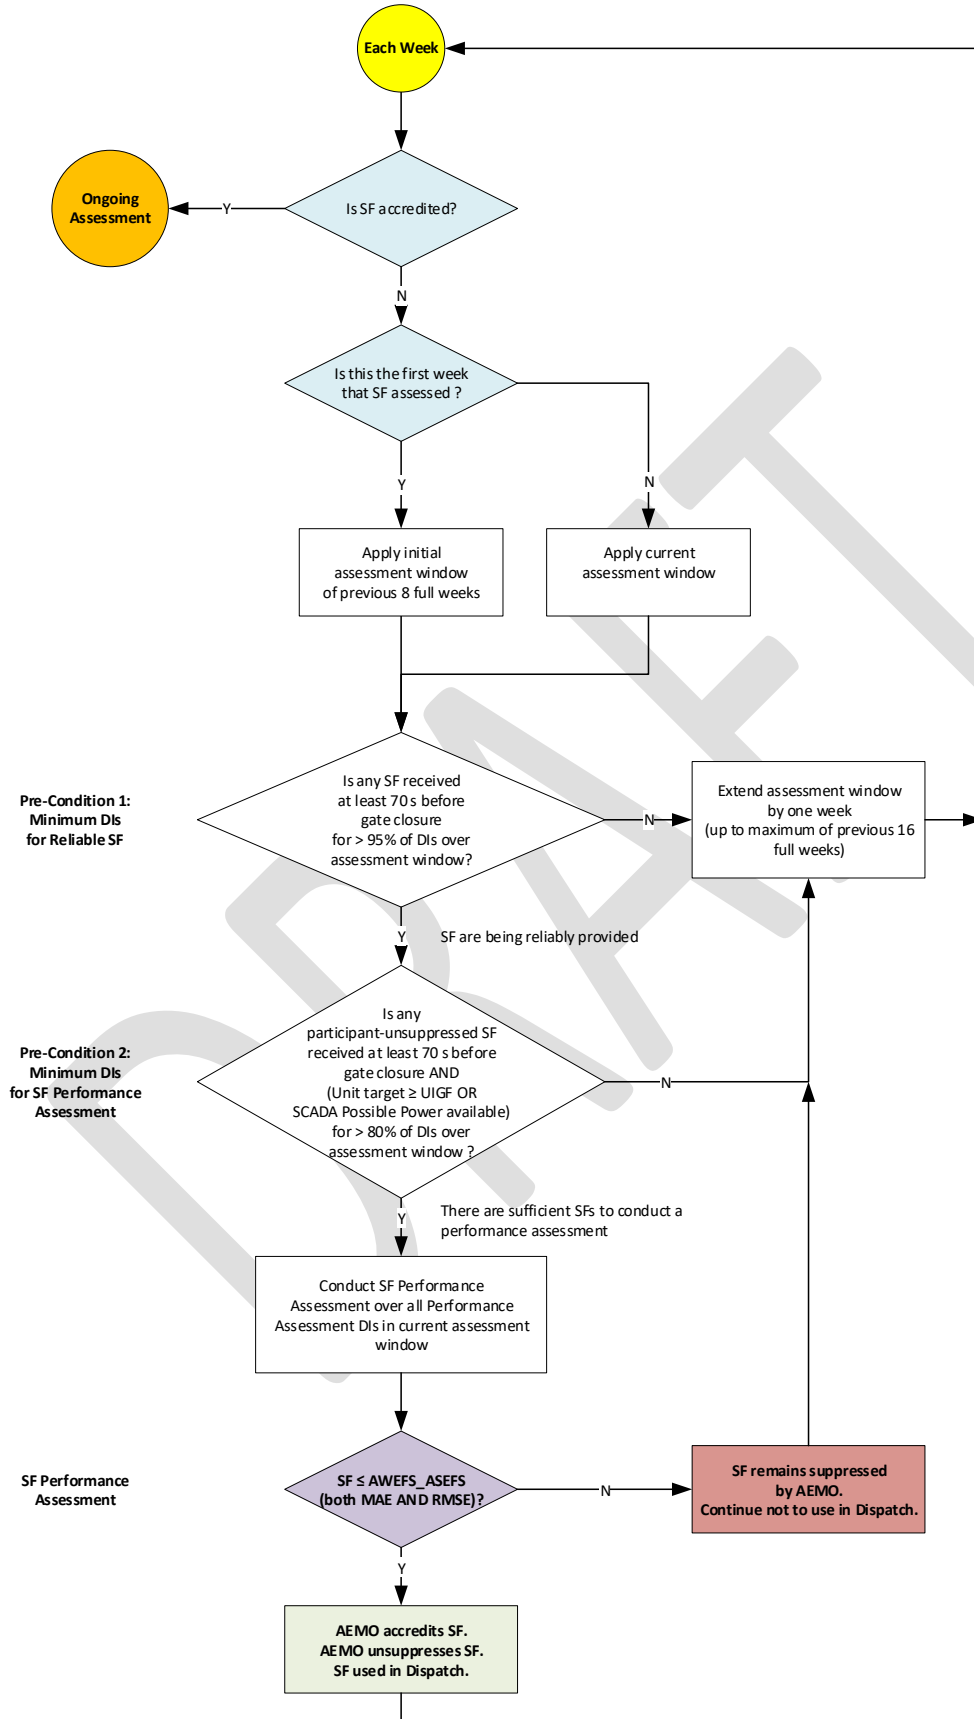 Each Week
Ongoing
Assessment
Y
Is SF accredited?
N
Is this the first week
that SF assessed ?
Y
N
Apply initial
assessment window
of previous 8 full weeks
Apply current
assessment window
Pre-Condition 1:
Minimum DIs
for Reliable SF
Is any SF received
at least 70 s before
gate closure
for > 95% of DIs over
assessment window?
N
Extend assessment window
by one week
(up to maximum of previous 16
full weeks)
Y
SF are being reliably provided
Pre-Condition 2:
Minimum DIs
for SF Performance
Assessment
Is any
participant-unsuppressed SF
received at least 70 s before
gate closure AND
(Unit target ≥ UIGF OR
SCADA Possible Power available)
for > 80% of DIs over
assessment window ?
N
Y
There are sufficient SFs to conduct a
performance assessment
Conduct SF Performance
Assessment over all Performance
Assessment DIs in current assessment
window
SF Performance
Assessment
SF ≤ AWEFS_ASEFS
(both MAE AND RMSE)?
N
SF remains suppressed
by AEMO.
Continue not to use in Dispatch.
Y
AEMO accredits SF.
AEMO unsuppresses SF.
SF used in Dispatch.
DRAFT